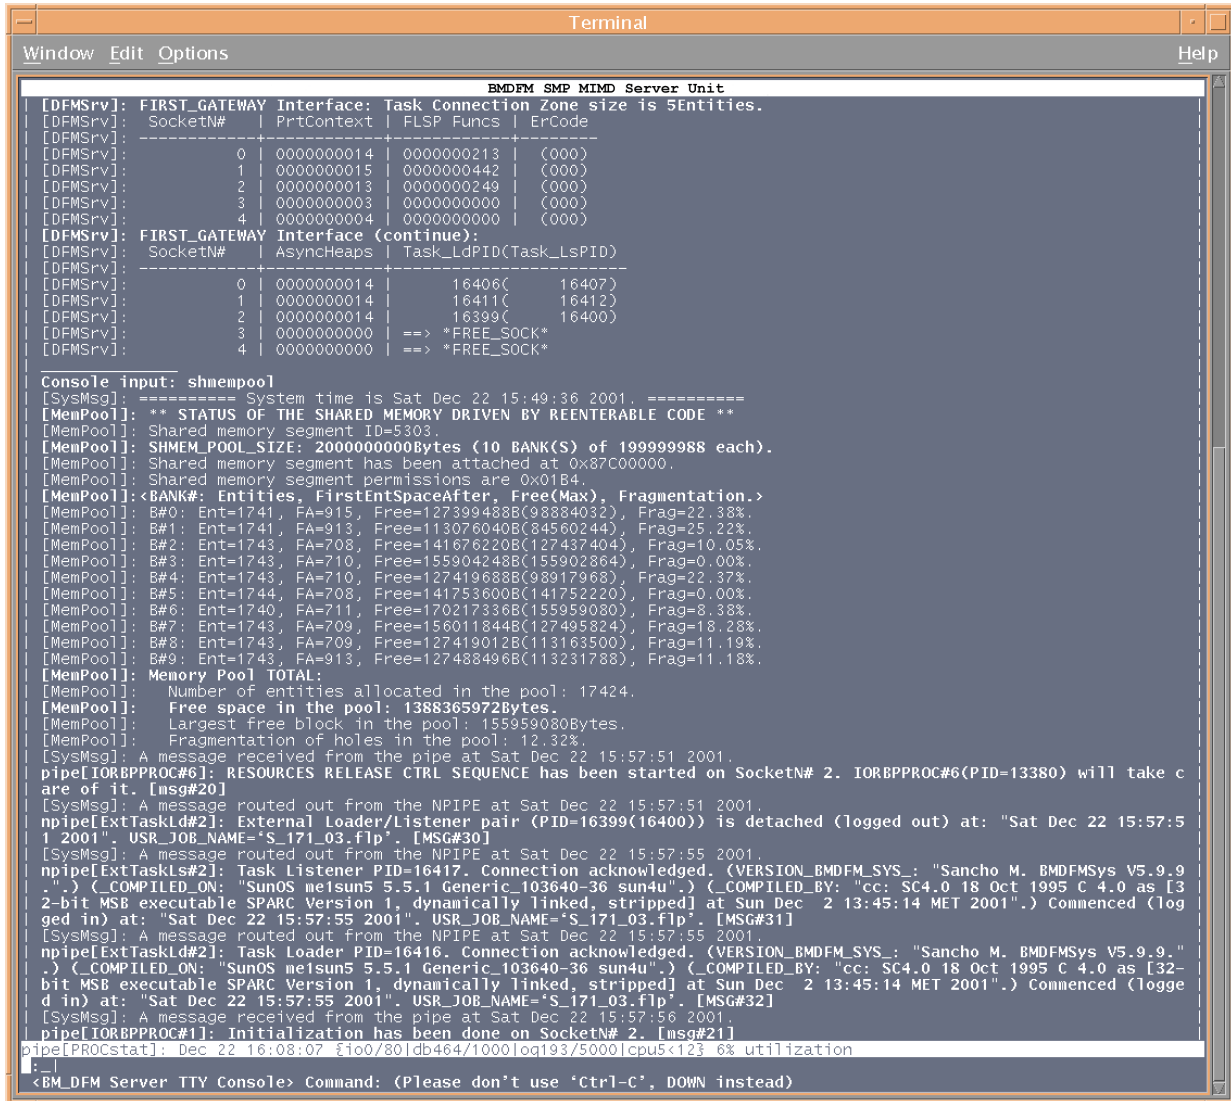 Terminal
Window Edit Options Help
BMDFM SMP MIMD Server Unit
| [DFMSrv]: FIRST_GATEWAY Interface: Task Connection Zone size is 5Entities. |
| [DFMSrv]: SocketN# | PrtContext | FLSP Funcs | ErCode |
| [DFMSrv]: ------------+------------+------------+-------- |
| [DFMSrv]: 0 | 0000000014 | 0000000213 | (000) |
| [DFMSrv]: 1 | 0000000015 | 0000000442 | (000) |
| [DFMSrv]: 2 | 0000000013 | 0000000249 | (000) |
| [DFMSrv]: 3 | 0000000003 | 0000000000 | (000) |
| [DFMSrv]: 4 | 0000000004 | 0000000000 | (000) |
| [DFMSrv]: FIRST_GATEWAY Interface (continue): |
| [DFMSrv]: SocketN# | AsyncHeaps | Task_LdPID(Task_LsPID) |
| [DFMSrv]: ------------+------------+------------------------ |
| [DFMSrv]: 0 | 0000000014 | 16406( 16407) |
| [DFMSrv]: 1 | 0000000014 | 16411( 16412) |
| [DFMSrv]: 2 | 0000000014 | 16399( 16400) |
| [DFMSrv]: 3 | 0000000000 | ==> *FREE_SOCK* |
| [DFMSrv]: 4 | 0000000000 | ==> *FREE_SOCK* |
| ______________ |
| Console input: shmempool |
| [SysMsg]: ========== System time is Sat Dec 22 15:49:36 2001. ========== |
| [MemPool]: ** STATUS OF THE SHARED MEMORY DRIVEN BY REENTERABLE CODE ** |
| [MemPool]: Shared memory segment ID=5303. |
| [MemPool]: SHMEM_POOL_SIZE: 2000000000Bytes (10 BANK(S) of 199999988 each). |
| [MemPool]: Shared memory segment has been attached at 0x87C00000. |
| [MemPool]: Shared memory segment permissions are 0x01B4. |
| [MemPool]:<BANK#: Entities, FirstEntSpaceAfter, Free(Max), Fragmentation.> |
| [MemPool]: B#0: Ent=1741, FA=915, Free=127399488B(98884032), Frag=22.38%. |
| [MemPool]: B#1: Ent=1741, FA=913, Free=113076040B(84560244), Frag=25.22%. |
| [MemPool]: B#2: Ent=1743, FA=708, Free=141676220B(127437404), Frag=10.05%. |
| [MemPool]: B#3: Ent=1743, FA=710, Free=155904248B(155902864), Frag=0.00%. |
| [MemPool]: B#4: Ent=1743, FA=710, Free=127419688B(98917968), Frag=22.37%. |
| [MemPool]: B#5: Ent=1744, FA=708, Free=141753600B(141752220), Frag=0.00%. |
| [MemPool]: B#6: Ent=1740, FA=711, Free=170217336B(155959080), Frag=8.38%. |
| [MemPool]: B#7: Ent=1743, FA=709, Free=156011844B(127495824), Frag=18.28%. |
| [MemPool]: B#8: Ent=1743, FA=709, Free=127419012B(113163500), Frag=11.19%. |
| [MemPool]: B#9: Ent=1743, FA=913, Free=127488496B(113231788), Frag=11.18%. |
| [MemPool]: Memory Pool TOTAL: |
| [MemPool]: Number of entities allocated in the pool: 17424. |
| [MemPool]: Free space in the pool: 1388365972Bytes. |
| [MemPool]: Largest free block in the pool: 155959080Bytes. |
| [MemPool]: Fragmentation of holes in the pool: 12.32%. |
| [SysMsg]: A message received from the pipe at Sat Dec 22 15:57:51 2001. |
| pipe[IORBPPROC#6]: RESOURCES RELEASE CTRL SEQUENCE has been started on SocketN# 2. IORBPPROC#6(PID=13380) will take c |
| are of it. [msg#20] |
| [SysMsg]: A message routed out from the NPIPE at Sat Dec 22 15:57:51 2001. |
| npipe[ExtTaskLd#2]: External Loader/Listener pair (PID=16399(16400)) is detached (logged out) at: "Sat Dec 22 15:57:5 |
| 1 2001". USR_JOB_NAME=‘S_171_03.flp’. [MSG#30] |
| [SysMsg]: A message routed out from the NPIPE at Sat Dec 22 15:57:55 2001. |
| npipe[ExtTaskLs#2]: Task Listener PID=16417. Connection acknowledged. (VERSION_BMDFM_SYS_: "Sancho M. BMDFMSys V5.9.9 |
| .".) (_COMPILED_ON: "SunOS me1sun5 5.5.1 Generic_103640-36 sun4u".) (_COMPILED_BY: "cc: SC4.0 18 Oct 1995 C 4.0 as [3 |
| 2-bit MSB executable SPARC Version 1, dynamically linked, stripped] at Sun Dec  2 13:45:14 MET 2001".) Commenced (log |
| ged in) at: "Sat Dec 22 15:57:55 2001". USR_JOB_NAME=‘S_171_03.flp’. [MSG#31] |
| [SysMsg]: A message routed out from the NPIPE at Sat Dec 22 15:57:55 2001. |
| npipe[ExtTaskLd#2]: Task Loader PID=16416. Connection acknowledged. (VERSION_BMDFM_SYS_: "Sancho M. BMDFMSys V5.9.9." |
| .) (_COMPILED_ON: "SunOS me1sun5 5.5.1 Generic_103640-36 sun4u".) (_COMPILED_BY: "cc: SC4.0 18 Oct 1995 C 4.0 as [32- |
| bit MSB executable SPARC Version 1, dynamically linked, stripped] at Sun Dec  2 13:45:14 MET 2001".) Commenced (logge |
| d in) at: "Sat Dec 22 15:57:55 2001". USR_JOB_NAME=‘S_171_03.flp’. [MSG#32] |
| [SysMsg]: A message received from the pipe at Sat Dec 22 15:57:56 2001. |
| pipe[IORBPPROC#1]: Initialization has been done on SocketN# 2. [msg#21] |
pipe[PROCstat]: Dec 22 16:08:07 {io0/80|db464/1000|oq193/5000|cpu5<12} 6% utilization
:_|
<BM_DFM Server TTY Console> Command: (Please don’t use ‘Ctrl-C’, DOWN instead)